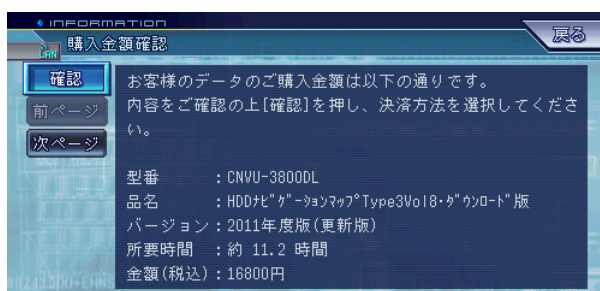 INFORMATION
LAN 購入金額確認
戻る
確認
前ページ
次ページ
お客様のデータのご購入金額は以下の通りです。
内容をご確認の上[確認]を押し、決済方法を選択してくださ
い。
型番 :CNVU-3800DL
品名 :HDDﾅﾋﾞｹﾞｰｼｮﾝﾏｯﾌﾟType3Vol8･ﾀﾞｳﾝﾛｰﾄﾞ版
バージョン:2011年度版(更新版)
所要時間 :約 11.2 時間
金額(税込):16800円